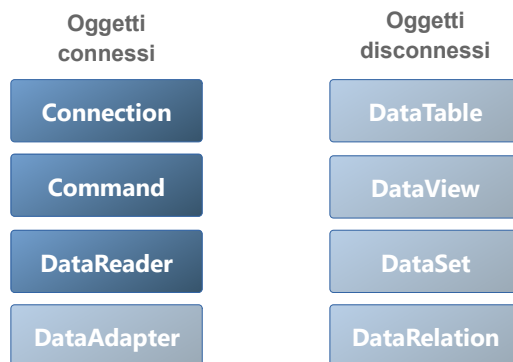 Oggetti
connessi
Connection
Command
DataReader
DataAdapter
Oggetti
disconnessi
DataTable
DataView
DataSet
DataRelation